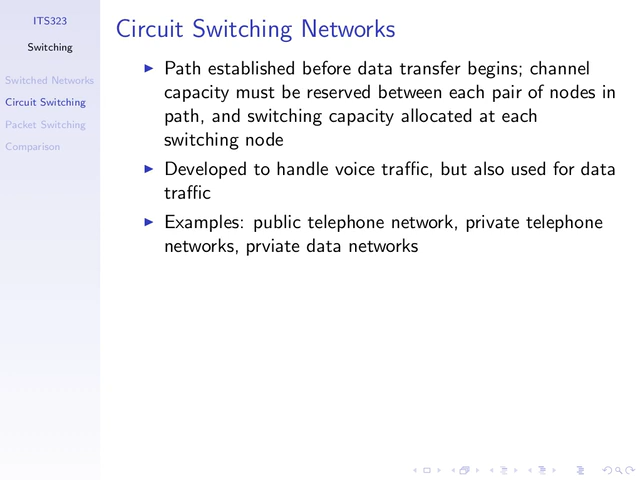 ITS323
Switching
Switched Networks
Circuit Switching
Packet Switching
Comparison
Circuit Switching Networks
Path established before data transfer begins; channel
capacity must be reserved between each pair of nodes in
path, and switching capacity allocated at each
switching node
Developed to handle voice traffic, but also used for data
traffic
Examples: public telephone network, private telephone
networks, prviate data networks